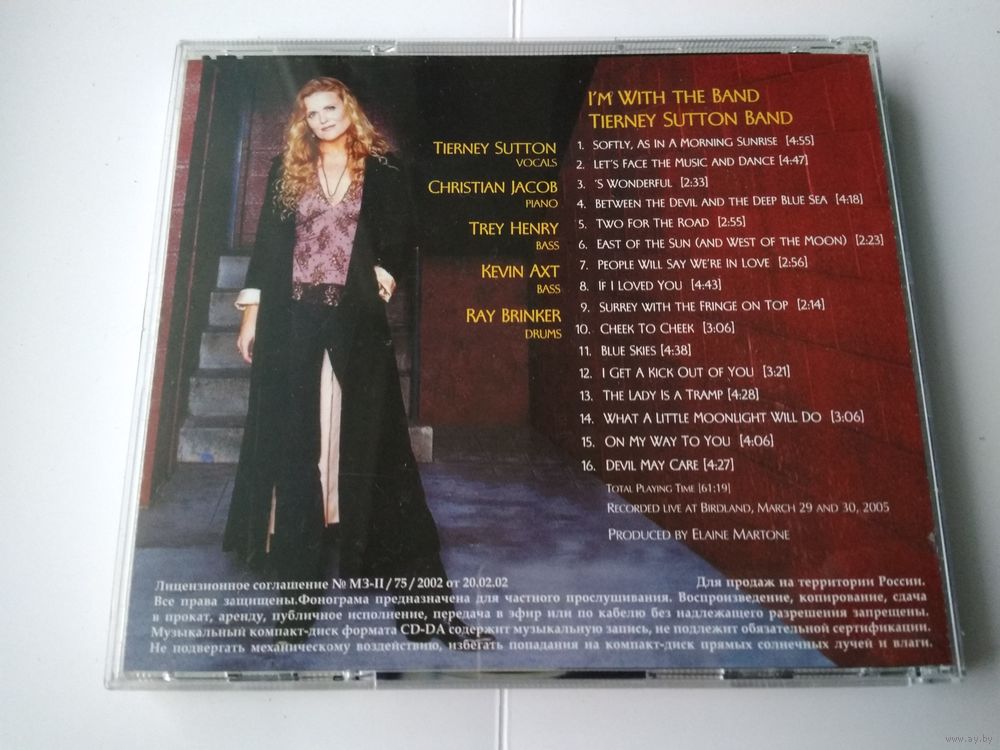 I'M WITH THE BAND
TIERNEY SUTTON BAND
TIERNEY SUTTON
VOCALS
CHRISTIAN JACOB
PIANO
TREY HENRY
BASS
KEVIN AXT
BASS
RAY BRINKER
DRUMS
1. SOFTLY, AS IN A MORNING SUNRISE [4:55]
2. LET'S FACE THE MUSIC AND DANCE [4:47]
3. 'S WONDERFUL [2:33]
4. BETWEEN THE DEVIL AND THE DEEP BLUE SEA [4:18]
5. TWO FOR THE ROAD [2:55]
6. EAST OF THE SUN (AND WEST OF THE MOON) [2:23]
7. PEOPLE WILL SAY WE'RE IN LOVE [2:56]
8. IF I LOVED YOU [4:43]
9. SURREY WITH THE FRINGE ON TOP [2:14]
10. CHEEK TO CHEEK [3:06]
11. BLUE SKIES [4:38]
12. I GET A KICK OUT OF YOU [3:21]
13. THE LADY IS A TRAMP [4:28]
14. WHAT A LITTLE MOONLIGHT WILL DO [3:06]
15. ON MY WAY TO YOU [4:06]
16. DEVIL MAY CARE [4:27]
TOTAL PLAYING TIME [61:19]
RECORDED LIVE AT BIRDLAND, MARCH 29 AND 30, 2005
PRODUCED BY ELAINE MARTONE
Лицензионное соглашение № МЗ-II/75/2002 от 20.02.02 Для продаж на территории России.
Все права защищены.Фонограма предназначена для частного прослушивания. Воспроизведение, копирование, сдача
в прокат, аренду, публичное исполнение, передача в эфир или по кабелю без надлежащего разрешения запрещены.
Музыкальный компакт-диск формата CD-DA содержит музыкальную запись, не подлежит обязательной сертификации.
Не подвергать механическому воздействию, избегать попадания на компакт-диск прямых солнечных лучей и влаги.
www.ay.by